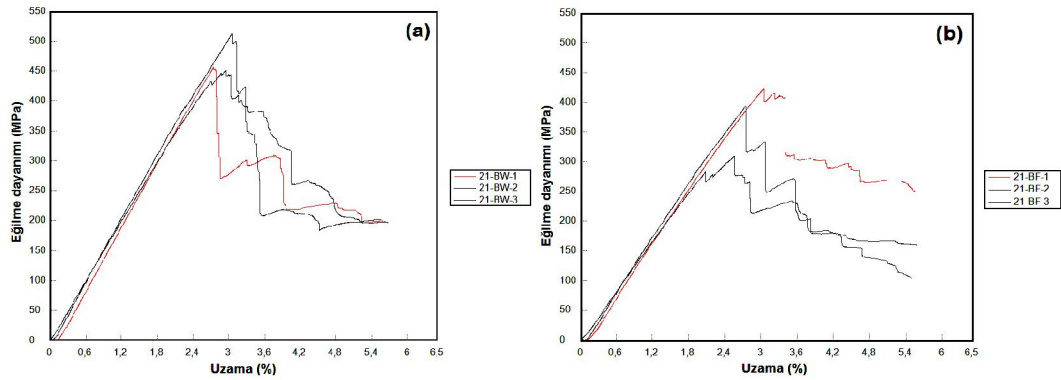 (a)
Eğilme dayanımı (MPa)
550
500
450
400
350
300
250
200
150
100
50
0
0 0,6 1,2 1,8 2,4 3 3,6 4,2 4,8 5,4 6 6,5
Uzama (%)
21-BW-1
21-BW-2
21-BW-3
(b)
Eğilme dayanımı (MPa)
550
500
450
400
350
300
250
200
150
100
50
0
0 0,6 1,2 1,8 2,4 3 3,6 4,2 4,8 5,4 6 6,5
Uzama (%)
21-BF-1
21-BF-2
21 BF 3